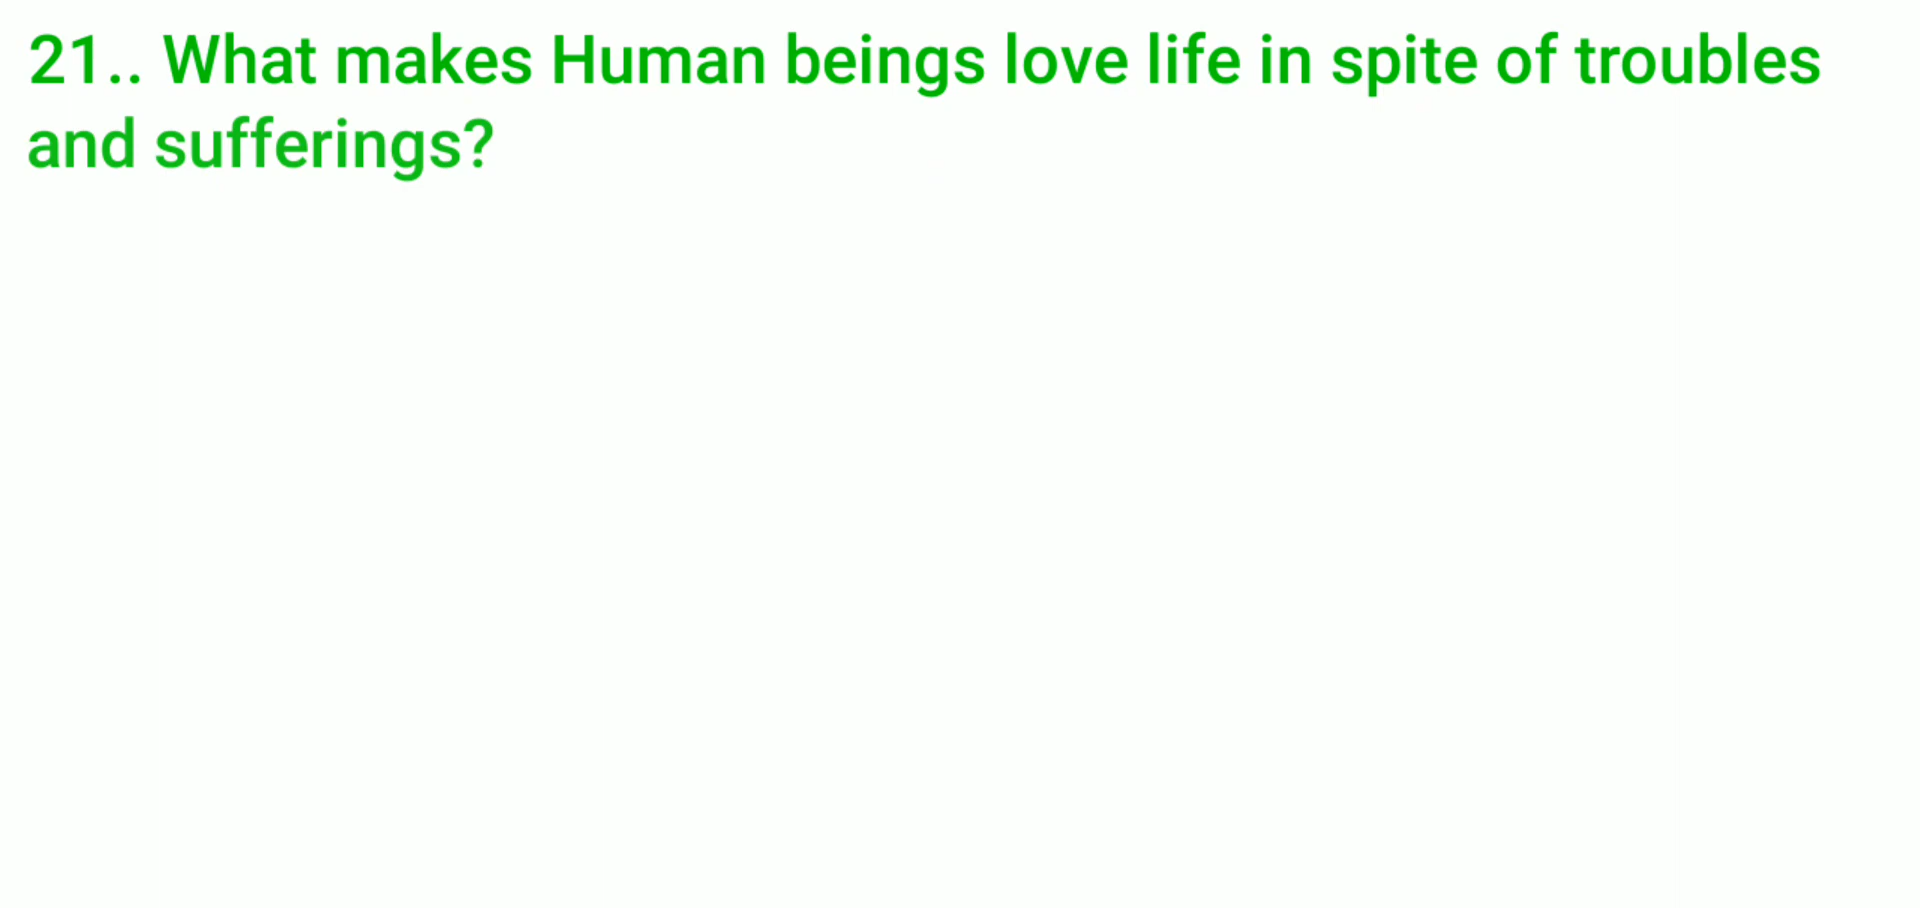 21.. What makes Human beings love life in spite of troubles
and sufferings?